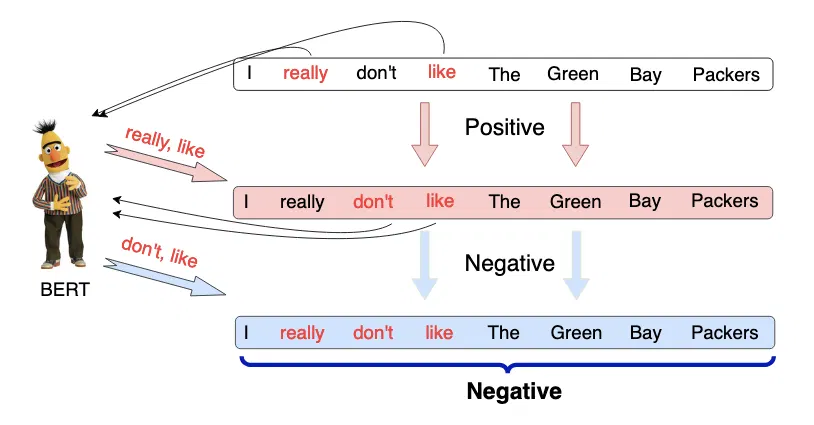 I really don't like The Green Bay Packers
Positive
really, like
I really don't like The Green Bay Packers
don't, like
Negative
BERT
I really don't like The Green Bay Packers
Negative